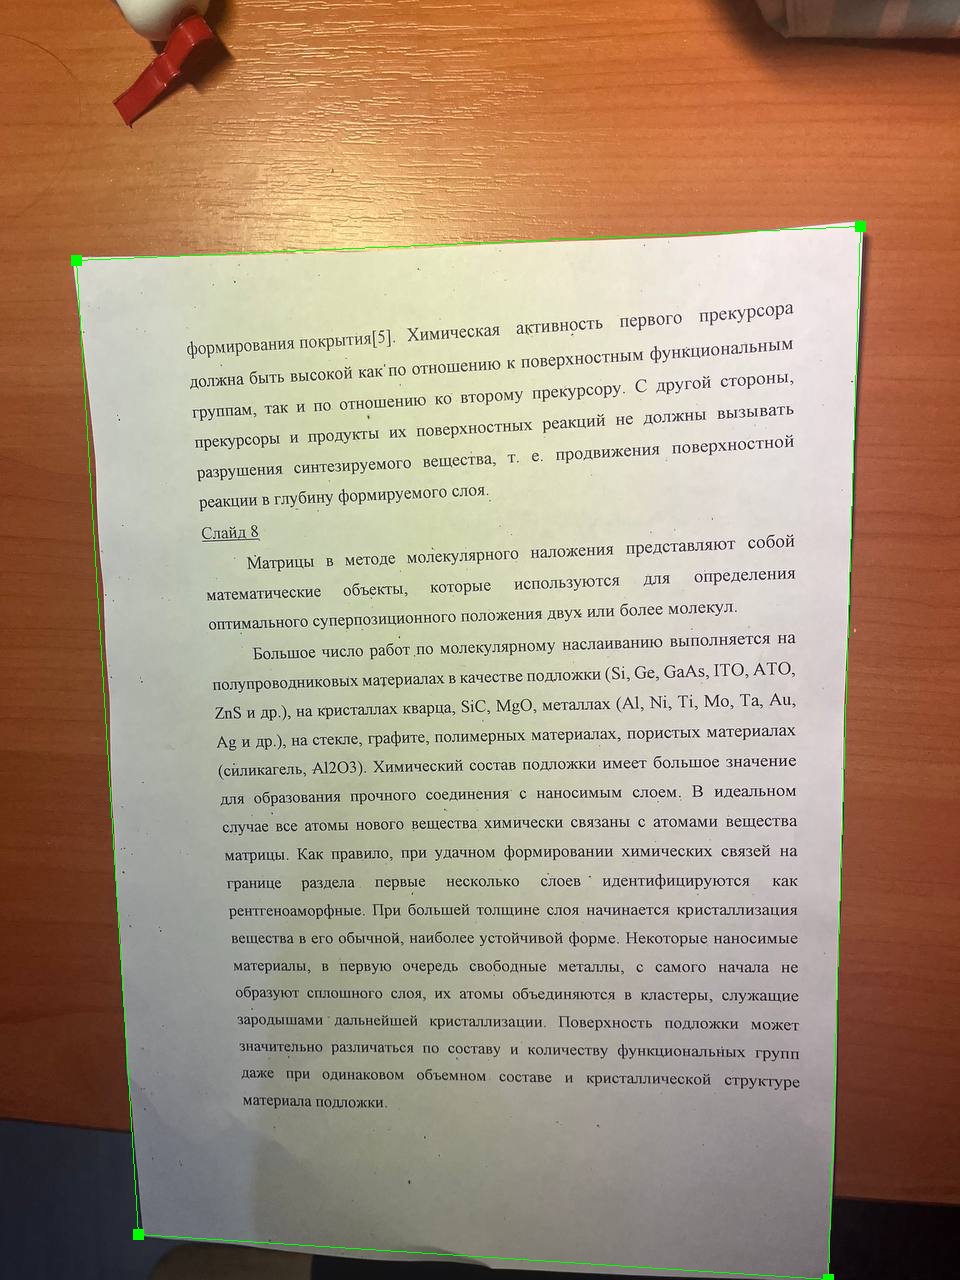 формирования покрытия[5]. Химическая активность первого прекурсора
должна быть высокой как по отношению к поверхностным функциональным
группам, так и по отношению ко второму прекурсору. С другой стороны,
прекурсоры и продукты их поверхностных реакций не должны вызывать
разрушения синтезируемого вещества, т. е. продвижения поверхностной
реакции в глубину формируемого слоя.
Слайд 8
Матрицы в методе молекулярного наложения представляют собой
математические объекты, которые используются для определения
оптимального суперпозиционного положения двух или более молекул.
Большое число работ по молекулярному наслаиванию выполняется на
полупроводниковых материалах в качестве подложки (Si, Ge, GaAs, ITO, ATO,
ZnS и др.), на кристаллах кварца, SiC, MgO, металлах (Al, Ni, Ti, Mo, Ta, Au,
Ag и др.), на стекле, графите, полимерных материалах, пористых материалах
(силикагель, Al2O3). Химический состав подложки имеет большое значение
для образования прочного соединения с наносимым слоем. В идеальном
случае все атомы нового вещества химически связаны с атомами вещества
матрицы. Как правило, при удачном формировании химических связей на
границе раздела первые несколько слоев идентифицируются как
рентгеноаморфные. При большей толщине слоя начинается кристаллизация
вещества в его обычной, наиболее устойчивой форме. Некоторые наносимые
материалы, в первую очередь свободные металлы, с самого начала не
образуют сплошного слоя, их атомы объединяются в кластеры, служащие
зародышами дальнейшей кристаллизации. Поверхность подложки может
значительно различаться по составу и количеству функциональных групп
даже при одинаковом объемном составе и кристаллической структуре
материала подложки.